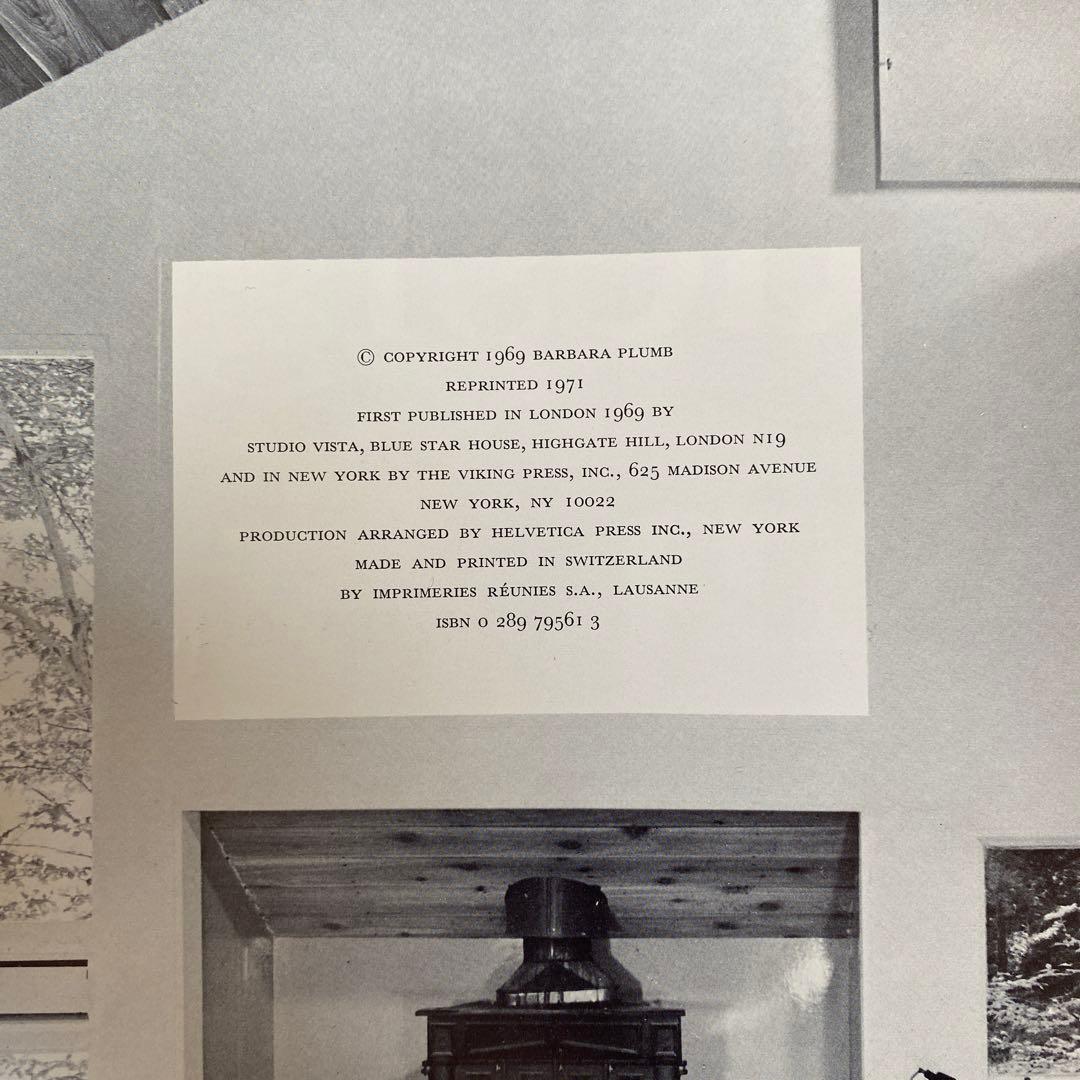 © COPYRIGHT 1969 BARBARA PLUMB
REPRINTED 1971
FIRST PUBLISHED IN LONDON 1969 BY
STUDIO VISTA, BLUE STAR HOUSE, HIGHGATE HILL, LONDON N19
AND IN NEW YORK BY THE VIKING PRESS, INC., 625 MADISON AVENUE
NEW YORK, NY 10022
PRODUCTION ARRANGED BY HELVETICA PRESS INC., NEW YORK
MADE AND PRINTED IN SWITZERLAND
BY IMPRIMERIES RÉUNIES S.A., LAUSANNE
ISBN 0 289 79561 3